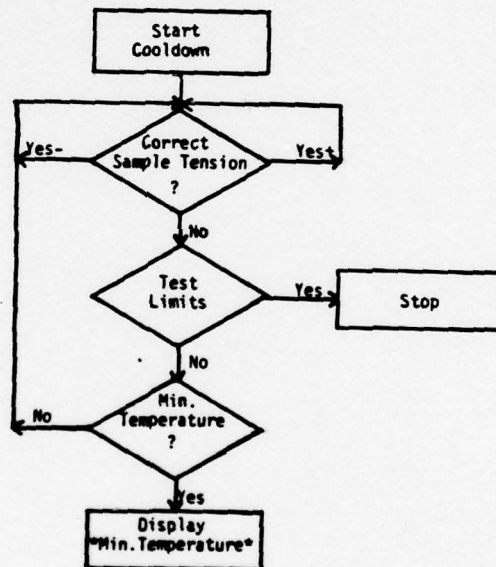 Start
Cooldown
Yes-
Correct
Sample Tension
?
Yes+
No
Test
Limits
Yes
Stop
No
Min.
Temperature
?
No
Yes
Display
"Min.Temperature"